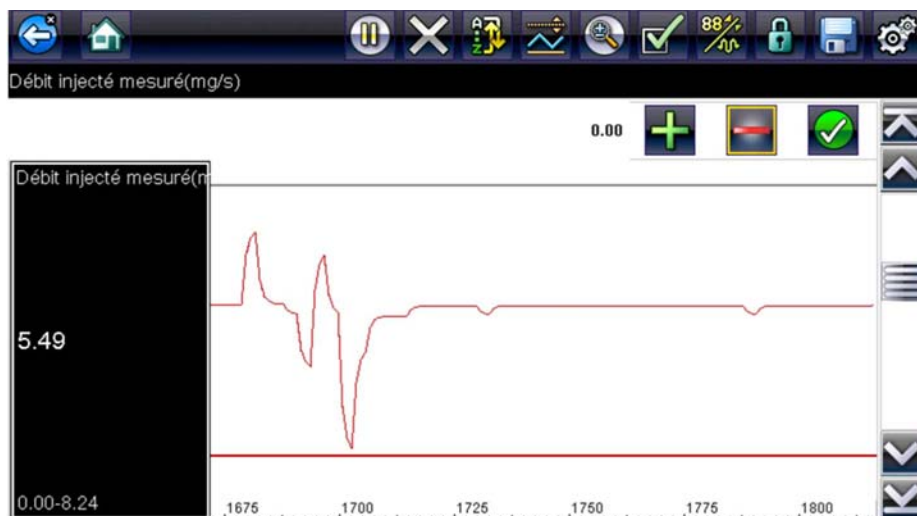 Débit injecté mesuré(mg/s)
0.00
Débit injecté mesuré(m
5.49
0.00-8.24
1675 1700 1725 1750 1775 1800